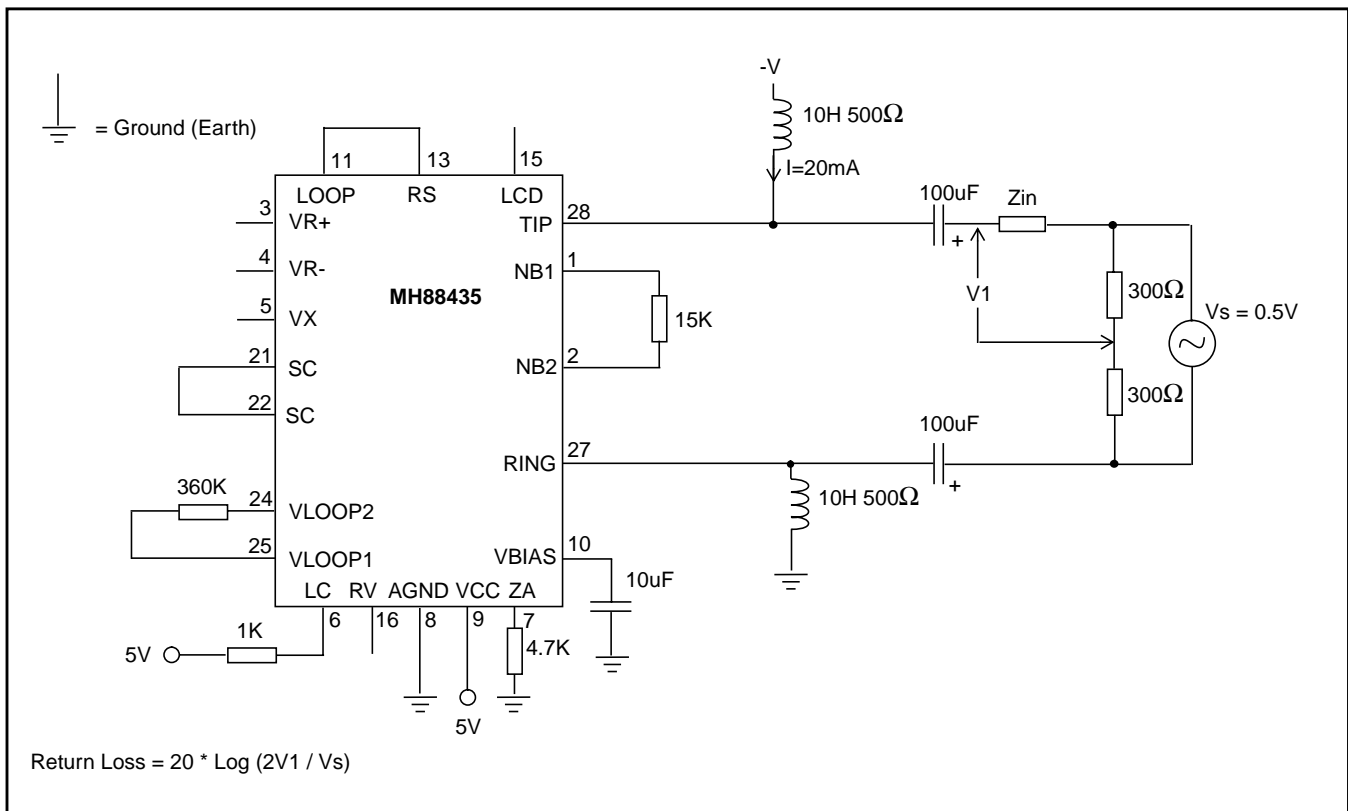 -V
10H 500Ω
= Ground (Earth)
I=20mA
11
13
15
LOOP
RS
LCD
100uF
Zin
3
VR+
TIP
28
+
4
VR-
NB1
1
MH88435
V1
300Ω
Vs = 0.5V
5
VX
15K
21
SC
NB2
2
22
SC
300Ω
100uF
RING
27
+
360K
24
VLOOP2
10H 500Ω
25
VLOOP1
VBIAS
10
10uF
LC
RV
AGND
VCC
ZA
6
16
8
9
7
1K
5V
4.7K
5V
Return Loss = 20 * Log (2V1 / Vs)